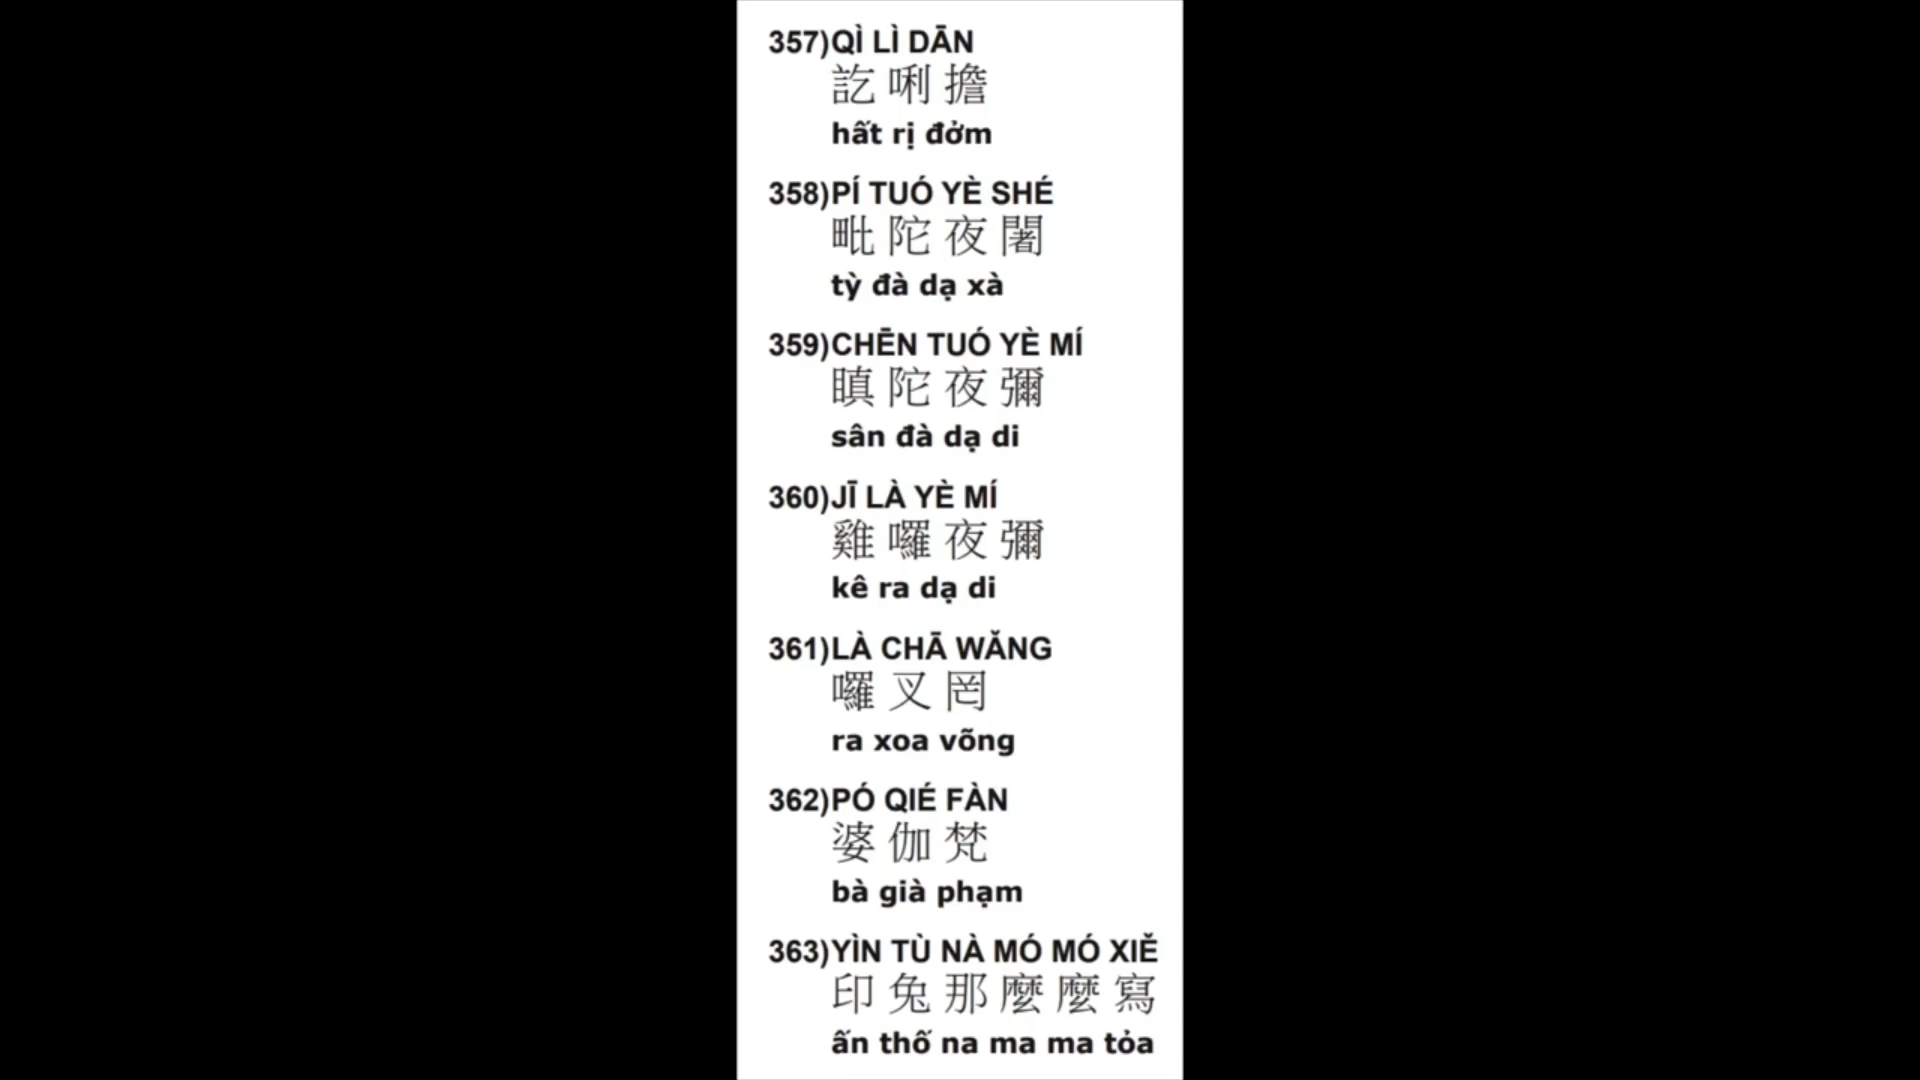 357)QÌ LÌ DĀN
訖 唎 擔
hất rị đởm
358)PÍ TUÓ YÈ SHÉ
毗 陀 夜 闍
tỳ đà dạ xà
359)CHĒN TUÓ YÈ MÍ
瞋 陀 夜 彌
sân đà dạ di
360)JĪ LÀ YÈ MÍ
雞 囉 夜 彌
kê ra dạ di
361)LÀ CHĀ WǍNG
囉 叉 罔
ra xoa võng
362)PÓ QIÉ FÀN
婆 伽 梵
bà già phạm
363)YÌN TÙ NÀ MÓ MÓ XIĚ
印 兔 那 麼 麼 寫
ấn thố na ma ma tỏa